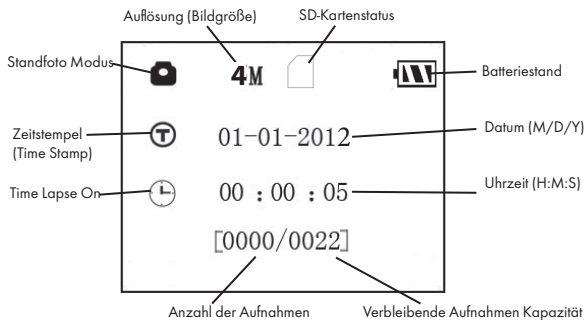 Auflösung (Bildgröße)
SD-Kartenstatus
Standfoto Modus
4M
Batteriestand
Zeitstempel
(Time Stamp)
T
01-01-2012
Datum (M/D/Y)
Time Lapse On
00 : 00 : 05
Uhrzeit (H:M:S)
[0000/0022]
Anzahl der Aufnahmen
Verbleibende Aufnahmen Kapazität